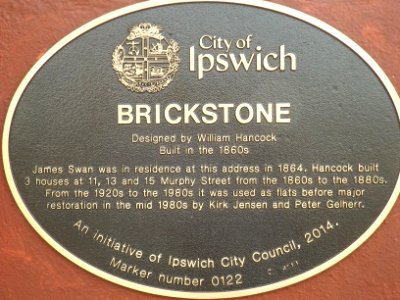 City of
Ipswich
BRICKSTONE
Designed by William Hancock
Built in the 1860s
James Swan was in residence at this address in 1864. Hancock built
3 houses at 11, 13 and 15 Murphy Street from the 1860s to the 1880s.
From the 1920s to the 1980s it was used as flats before major
restoration in the mid 1980s by Kirk Jensen and Peter Gelherr.
An initiative of Ipswich City Council, 2014.
Marker number 0122